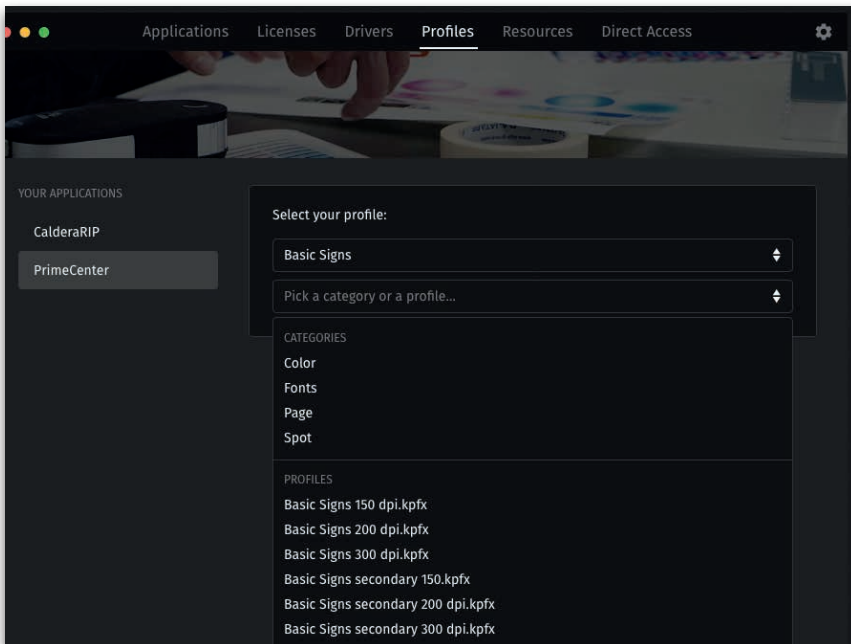 Applications Licenses Drivers Profiles Resources Direct Access
YOUR APPLICATIONS
CalderaRIP
PrimeCenter
Select your profile:
Basic Signs
Pick a category or a profile...
CATEGORIES
Color
Fonts
Page
Spot
PROFILES
Basic Signs 150 dpi.kpfx
Basic Signs 200 dpi.kpfx
Basic Signs 300 dpi.kpfx
Basic Signs secondary 150.kpfx
Basic Signs secondary 200 dpi.kpfx
Basic Signs secondary 300 dpi.kpfx